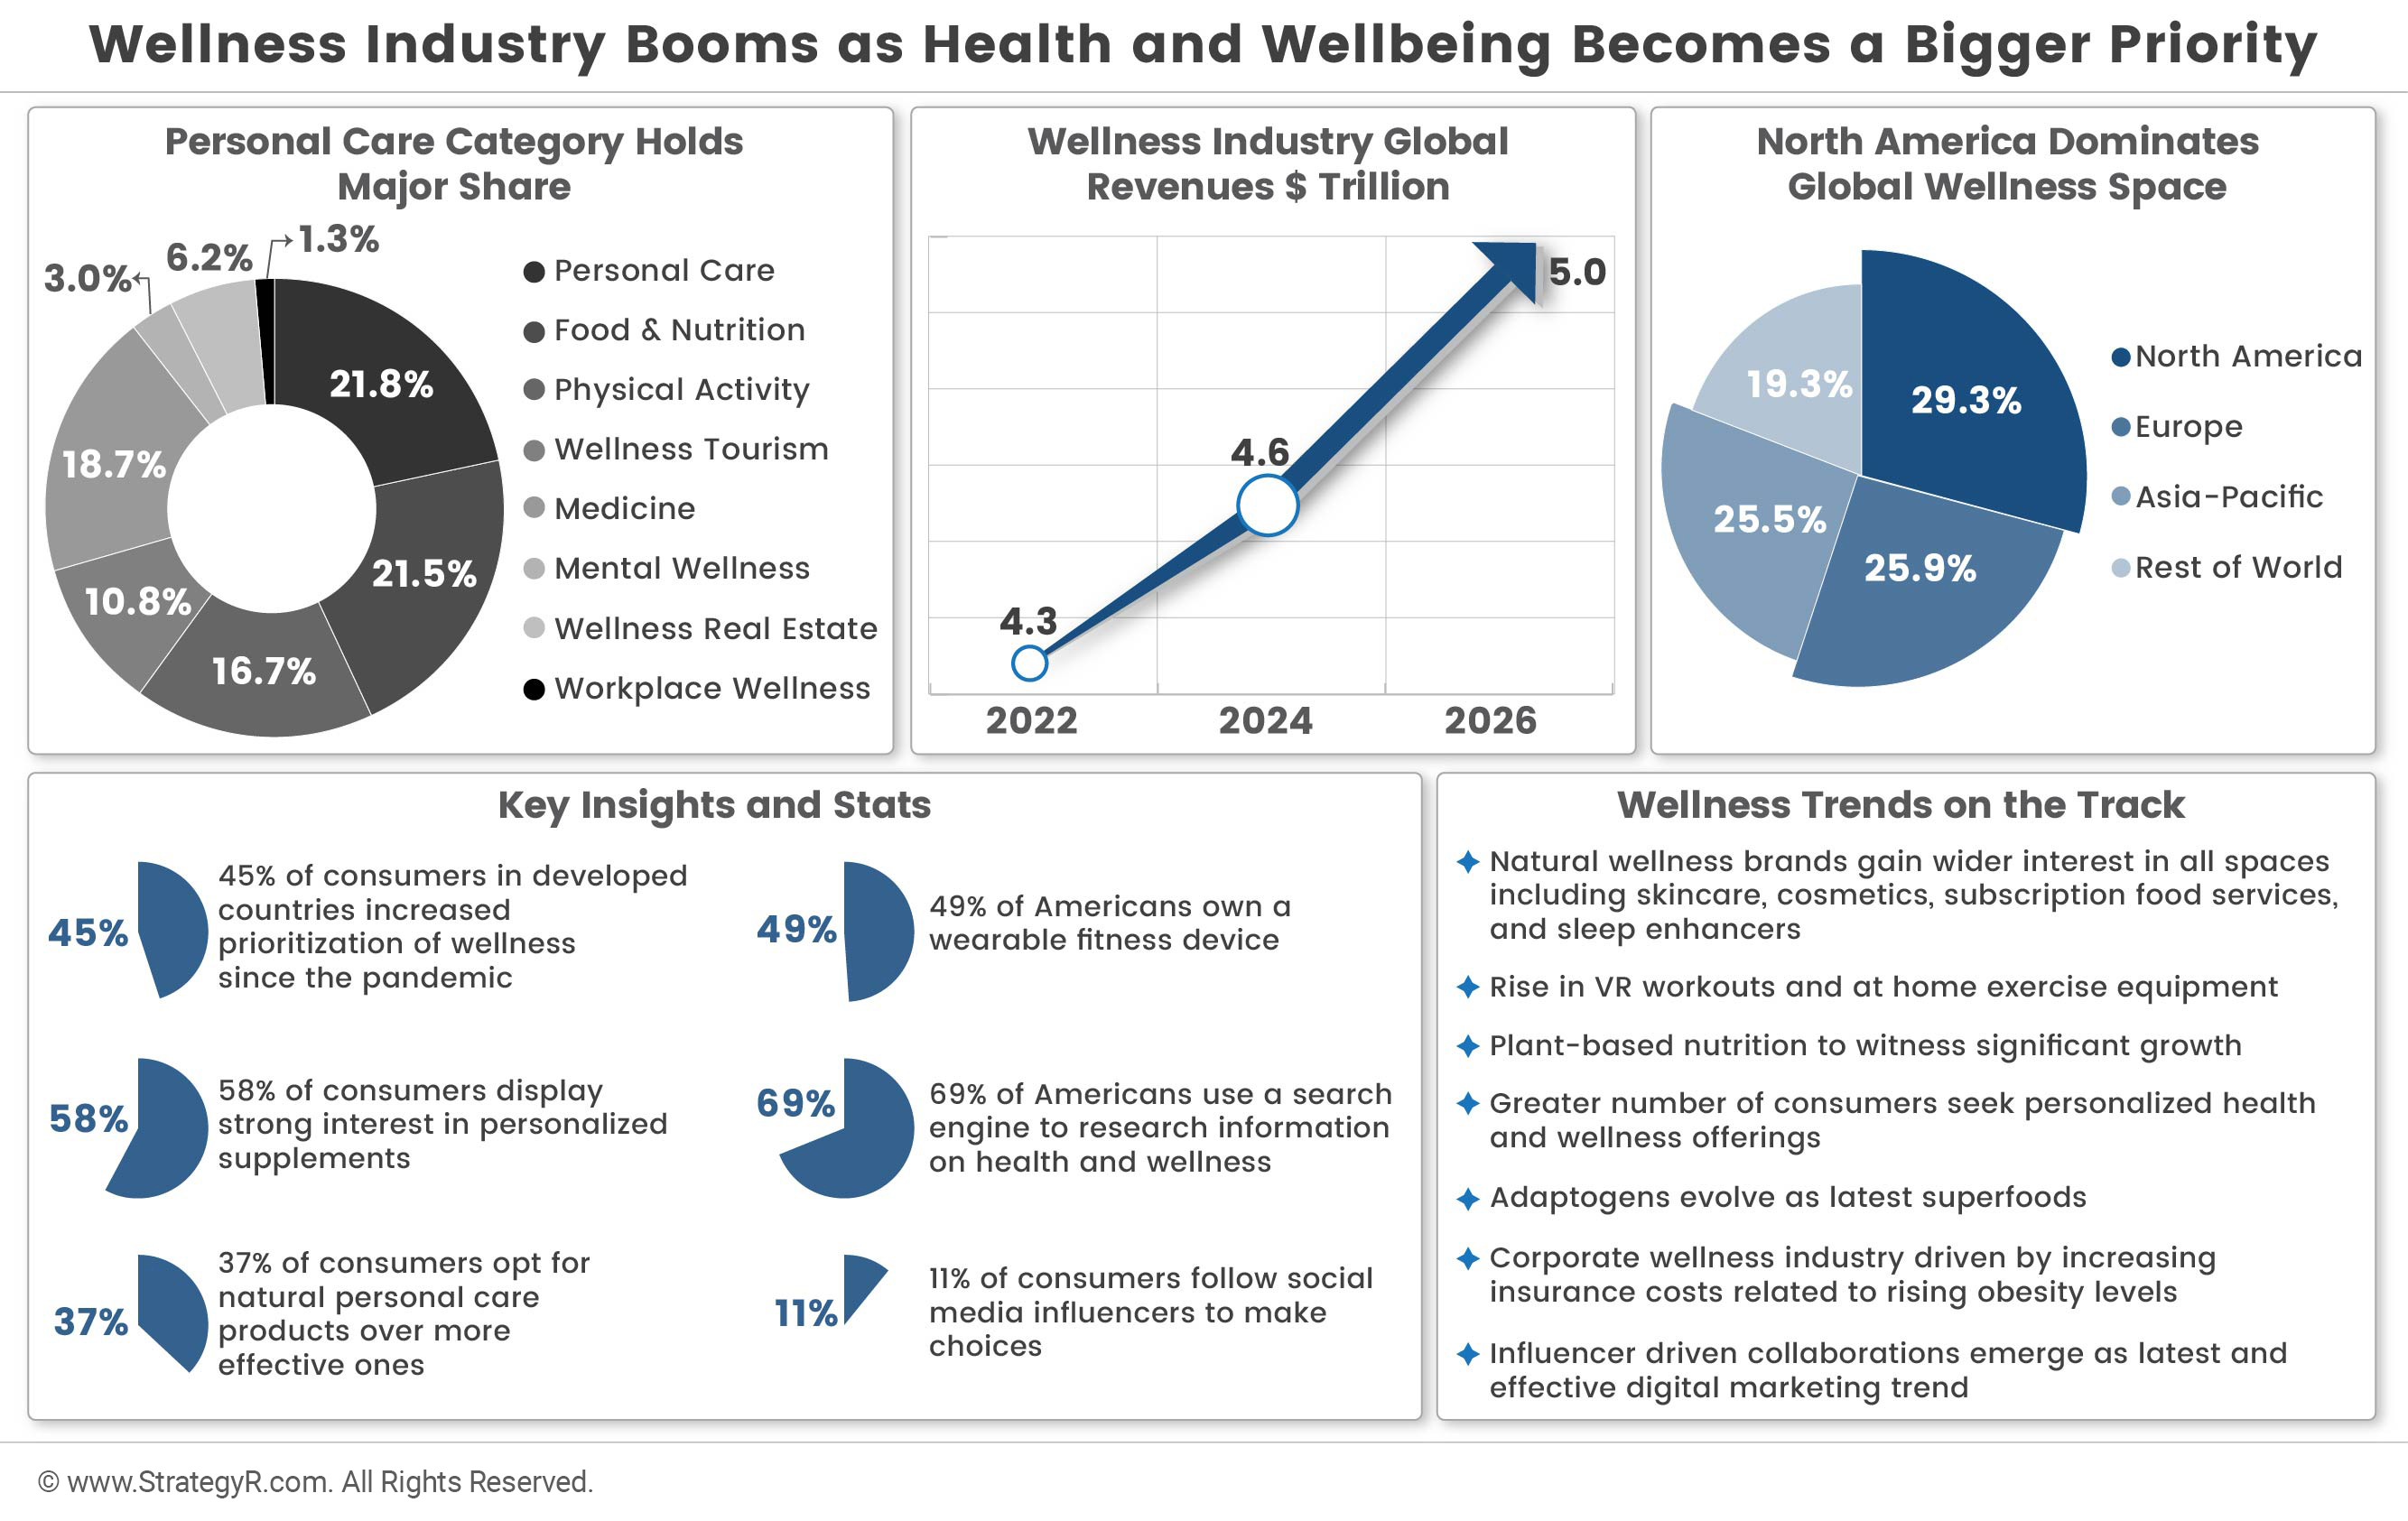 Wellness Industry Booms as Health and Wellbeing Becomes a Bigger Priority
Personal Care Category Holds
Major Share
1.3%
6.2%
3.0%
21.8%
18.7%
21.5%
10.8%
16.7%
Personal Care
Food & Nutrition
Physical Activity
Wellness Tourism
Medicine
Mental Wellness
Wellness Real Estate
Workplace Wellness
Wellness Industry Global
Revenues $ Trillion
5.0
4.6
4.3
2022
2024
2026
North America Dominates
Global Wellness Space
19.3%
29.3%
25.5%
25.9%
North America
Europe
Asia-Pacific
Rest of World
Key Insights and Stats
45%
45% of consumers in developed
countries increased
prioritization of wellness
since the pandemic
49%
49% of Americans own a
wearable fitness device
58%
58% of consumers display
strong interest in personalized
supplements
69%
69% of Americans use a search
engine to research information
on health and wellness
37%
37% of consumers opt for
natural personal care
products over more
effective ones
11%
11% of consumers follow social
media influencers to make
choices
Wellness Trends on the Track
Natural wellness brands gain wider interest in all spaces
including skincare, cosmetics, subscription food services,
and sleep enhancers
Rise in VR workouts and at home exercise equipment
Plant-based nutrition to witness significant growth
Greater number of consumers seek personalized health
and wellness offerings
Adaptogens evolve as latest superfoods
Corporate wellness industry driven by increasing
insurance costs related to rising obesity levels
Influencer driven collaborations emerge as latest and
effective digital marketing trend
© www.StrategyR.com. All Rights Reserved.